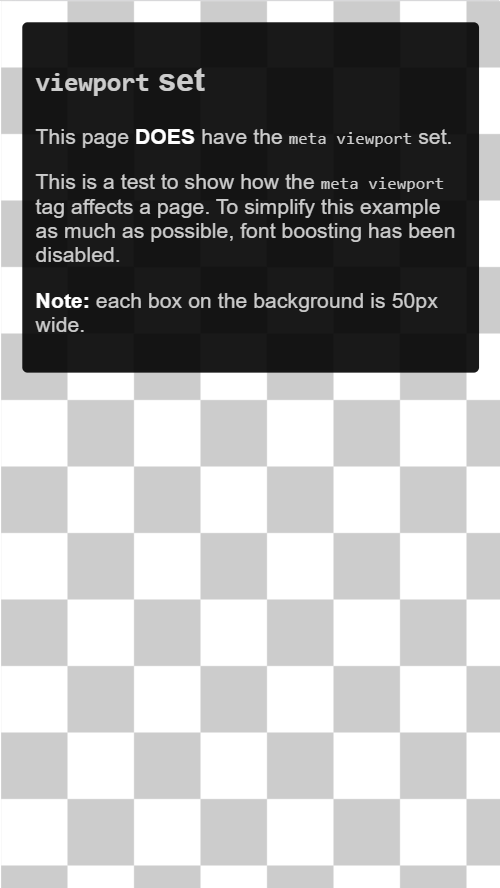 viewport set
This page DOES have the meta viewport set.
This is a test to show how the meta viewport
tag affects a page. To simplify this example
as much as possible, font boosting has been
disabled.
Note: each box on the background is 50px
wide.